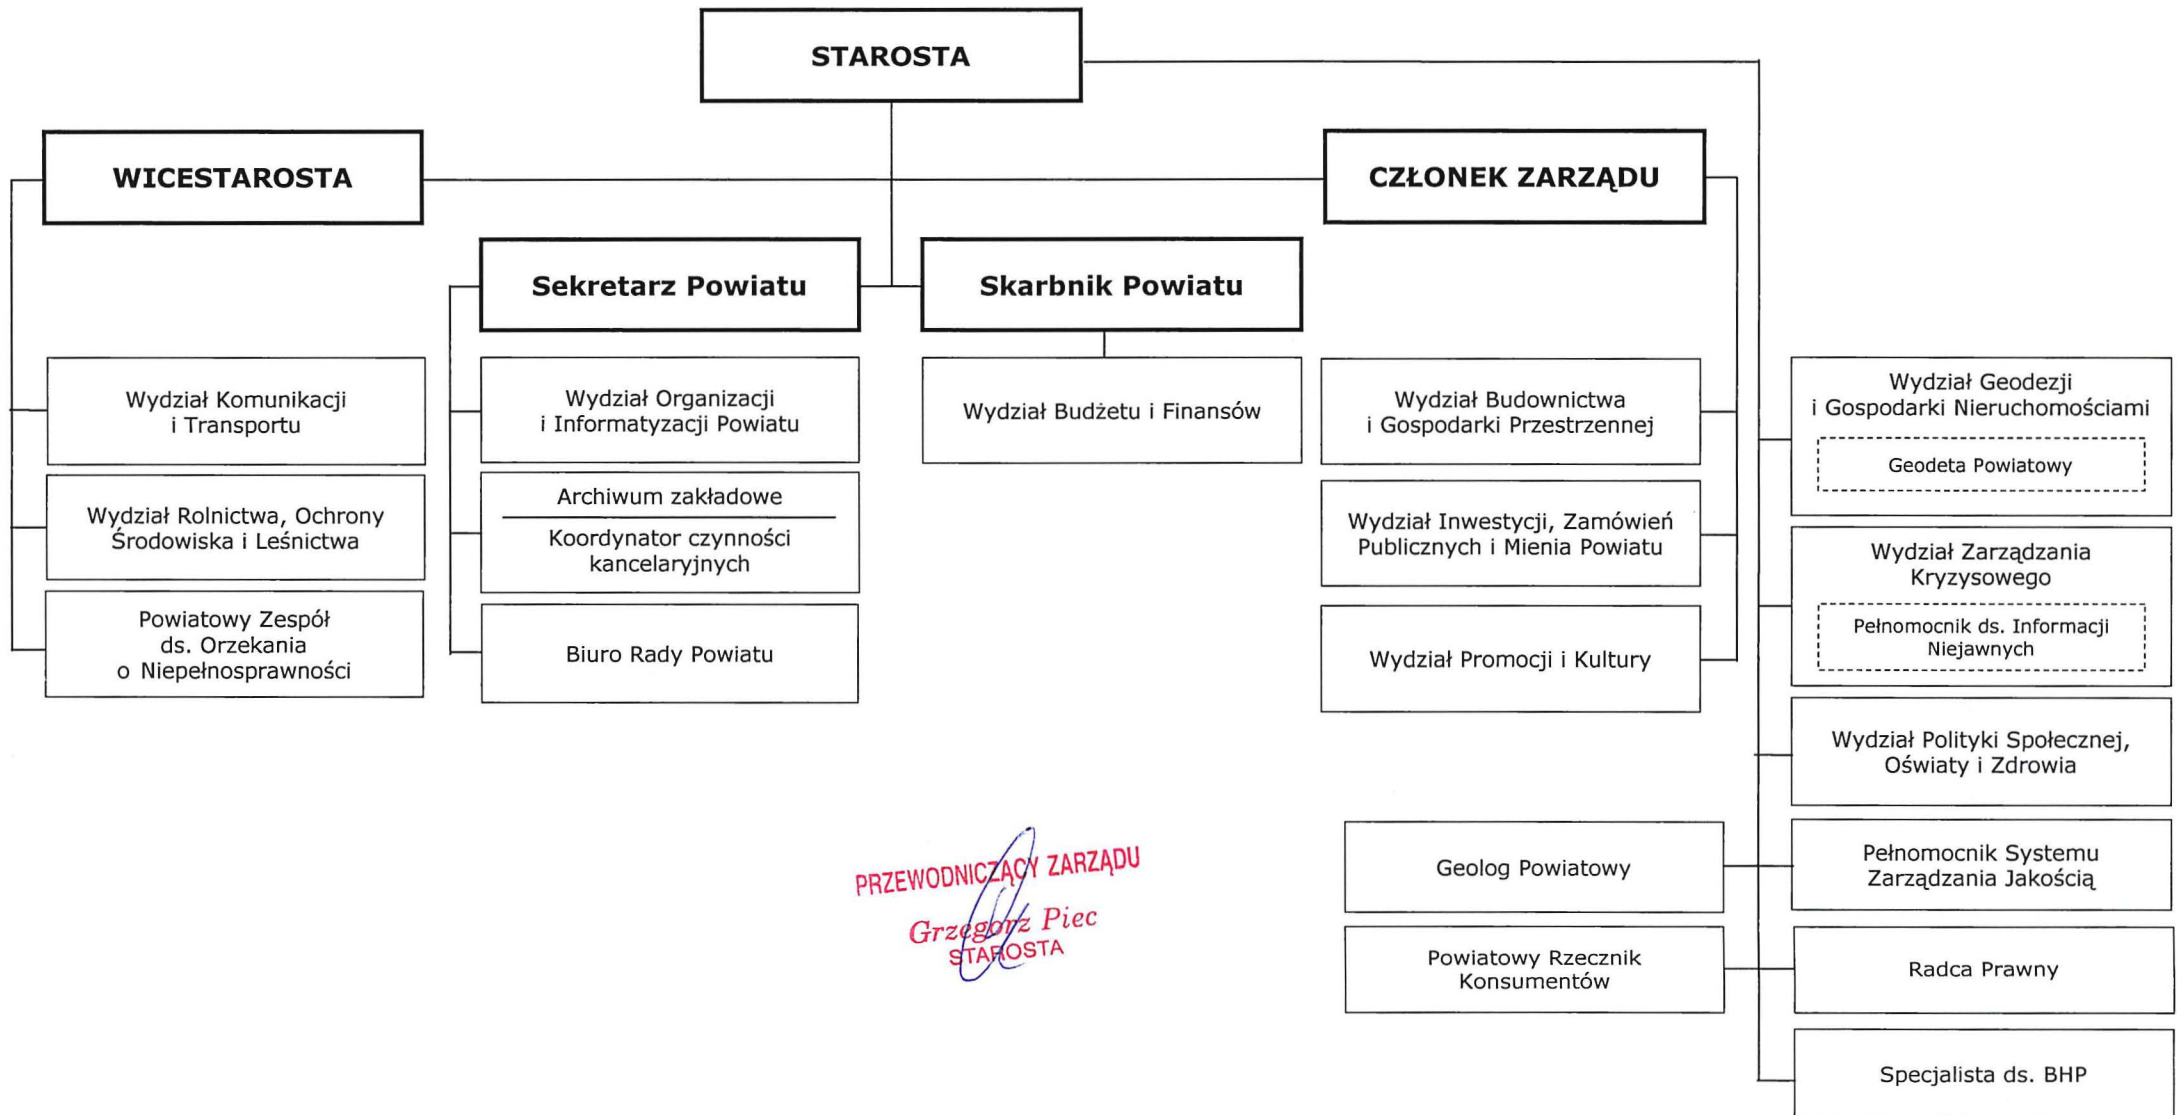 STAROSTA
WICESTAROSTA
CZŁONEK ZARZĄDU
Sekretarz Powiatu
Skarbnik Powiatu
Wydział Komunikacji
i Transportu
Wydział Rolnictwa, Ochrony
Środowiska i Leśnictwa
Powiatowy Zespół
ds. Orzekania
o Niepełnosprawności
Wydział Organizacji
i Informatyzacji Powiatu
Archiwum zakładowe
Koordynator czynności
kancelaryjnych
Biuro Rady Powiatu
Wydział Budżetu i Finansów
Wydział Budownictwa
i Gospodarki Przestrzennej
Wydział Inwestycji, Zamówień
Publicznych i Mienia Powiatu
Wydział Promocji i Kultury
Wydział Geodezji
i Gospodarki Nieruchomościami
Geodeta Powiatowy
Wydział Zarządzania
Kryzysowego
Pełnomocnik ds. Informacji
Niejawnych
Wydział Polityki Społecznej,
Oświaty i Zdrowia
Geolog Powiatowy
Pełnomocnik Systemu
Zarządzania Jakością
Powiatowy Rzecznik
Konsumentów
Radca Prawny
Specjalista ds. BHP
PRZEWODNICZĄCY ZARZĄDU
Grzegorz Piec
STAROSTA